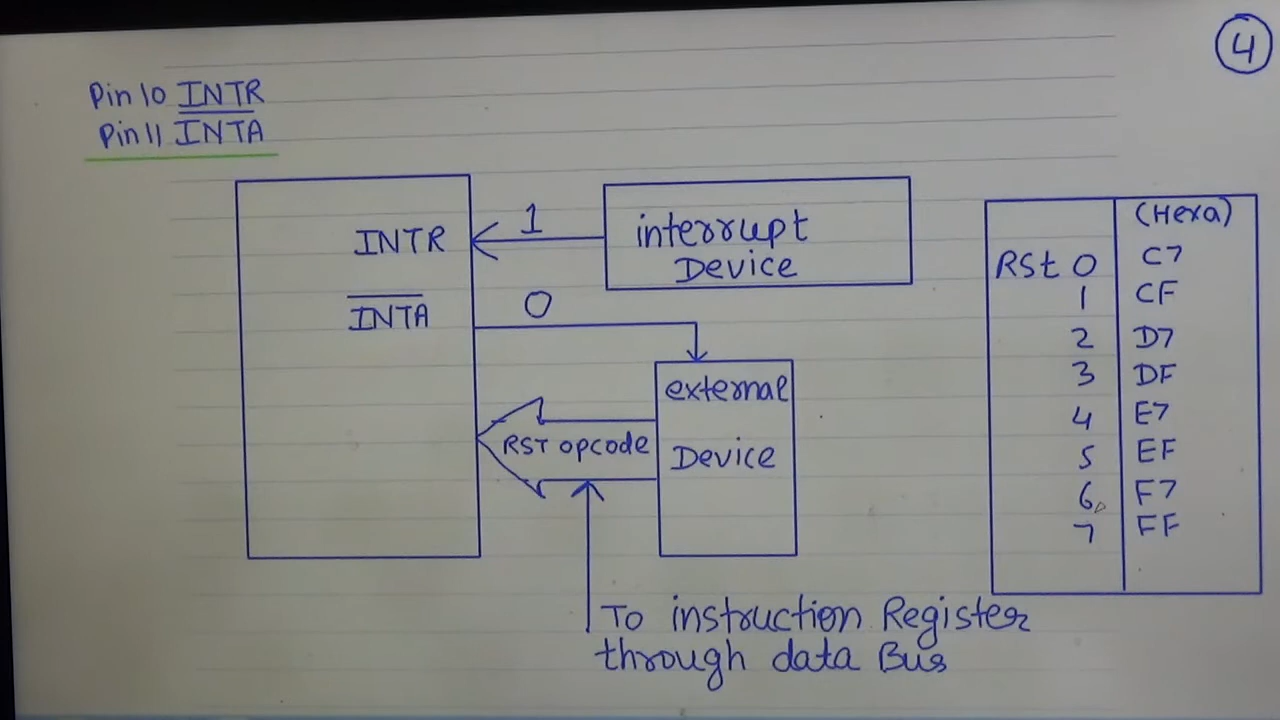 4
Pin 10 INTR
Pin 11 INTA
INTR
1
interrupt
Device
INTA
0
external
Device
RST opcode
To instruction Register
through data Bus
(Hexa)
RSt 0 C7
1 CF
2 D7
3 DF
4 E7
5 EF
6 F7
7 FF